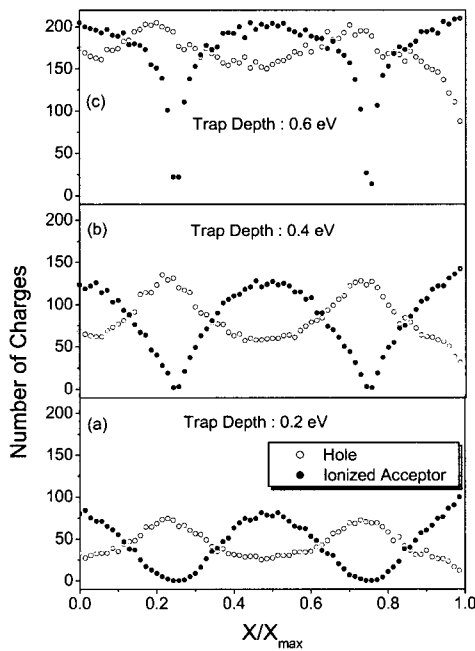 200
150
100
50
0
(c)
Trap Depth : 0.6 eV
200
150
100
50
0
(b)
Trap Depth : 0.4 eV
200
150
100
50
0
(a)
Trap Depth : 0.2 eV
Hole
Ionized Acceptor
Number of Charges
0.0 0.2 0.4 0.6 0.8 1.0
X/Xmax